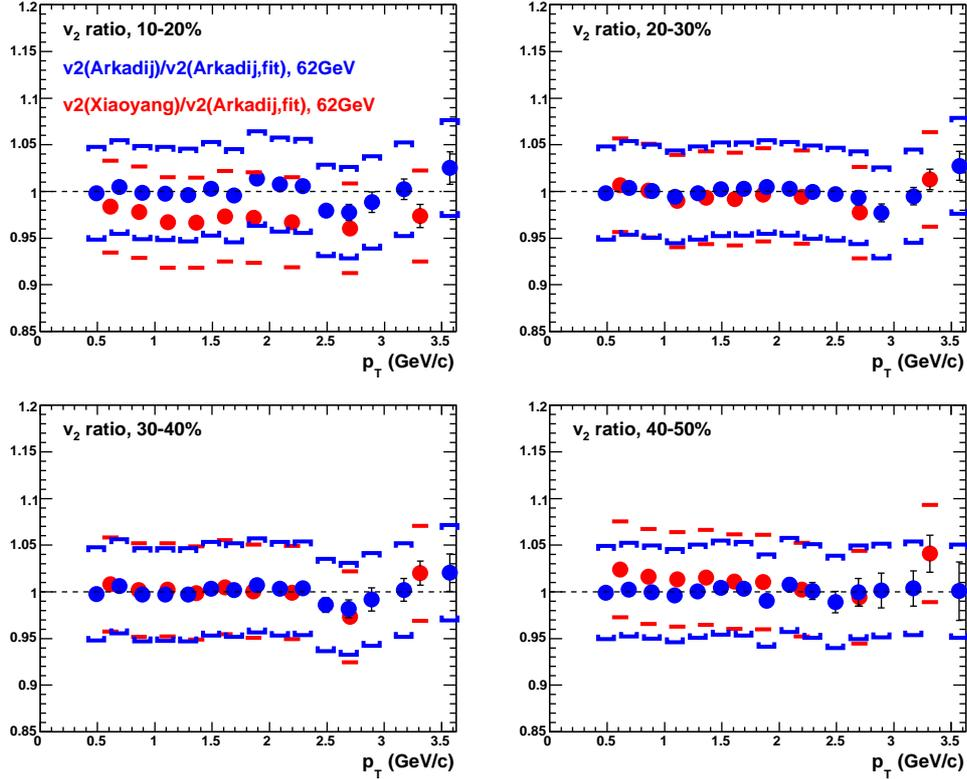 v2 ratio, 10-20%
v2(Arkadij)/v2(Arkadij,fit), 62GeV
v2(Xiaoyang)/v2(Arkadij,fit), 62GeV
1.2
1.15
1.1
1.05
1
0.95
0.9
0.85
0 0.5 1 1.5 2 2.5 3 3.5
pT (GeV/c)
v2 ratio, 20-30%
1.2
1.15
1.1
1.05
1
0.95
0.9
0.85
0 0.5 1 1.5 2 2.5 3 3.5
pT (GeV/c)
v2 ratio, 30-40%
1.2
1.15
1.1
1.05
1
0.95
0.9
0.85
0 0.5 1 1.5 2 2.5 3 3.5
pT (GeV/c)
v2 ratio, 40-50%
1.2
1.15
1.1
1.05
1
0.95
0.9
0.85
0 0.5 1 1.5 2 2.5 3 3.5
pT (GeV/c)